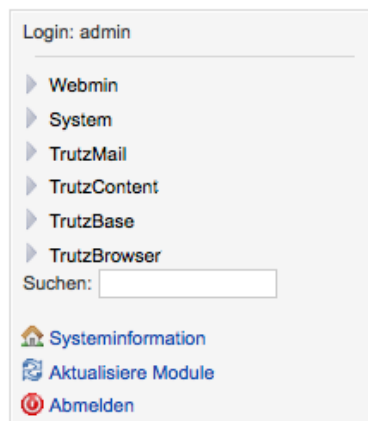 Login: admin
Webmin
System
TrutzMail
TrutzContent
TrutzBase
TrutzBrowser
Suchen:
Systeminformation
Aktualisiere Module
Abmelden